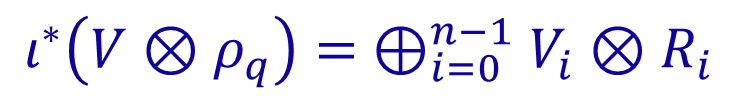 ι*(V ⊗ ρ_q) = ⊕_{i=0}^{n−1} V_i ⊗ R_i